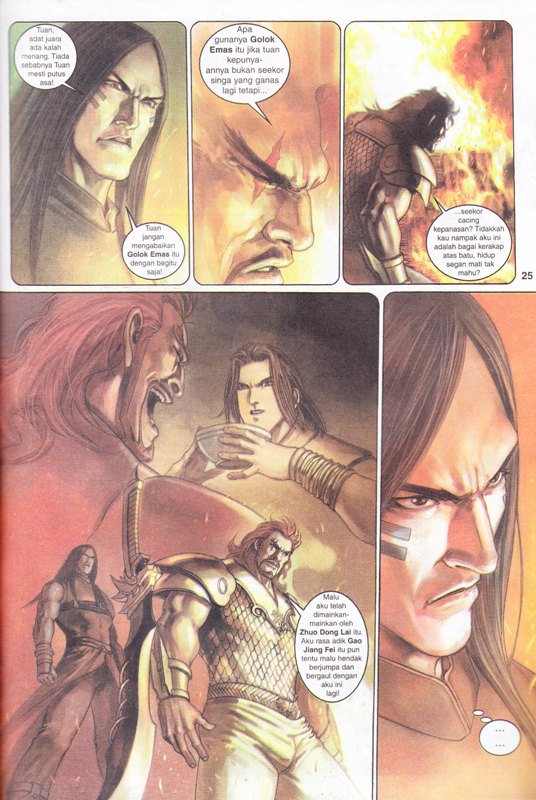 Tuan,
adat juara
ada kalah
menang. Tiada
sebabnya Tuan
mesti putus
asa!
Tuan
jangan
mengabaikan
Golok Emas itu
dengan begitu
saja!
Apa
gunanya Golok
Emas itu jika tuan
kepunya-
annya bukan seekor
singa yang ganas
lagi tetapi...
...seekor
cacing
kepanasan? Tidakkah
kau nampak aku ini
adalah bagai kerakap
atas batu, hidup
segan mati tak
mahu?
25
Malu
aku telah
dimainkan-
mainkan oleh
Zhuo Dong Lai itu.
Aku rasa adik Gao
Jiang Fei itu pun
tentu malu hendak
berjumpa dan
bergaul dengan
aku ini
lagi!
...
...